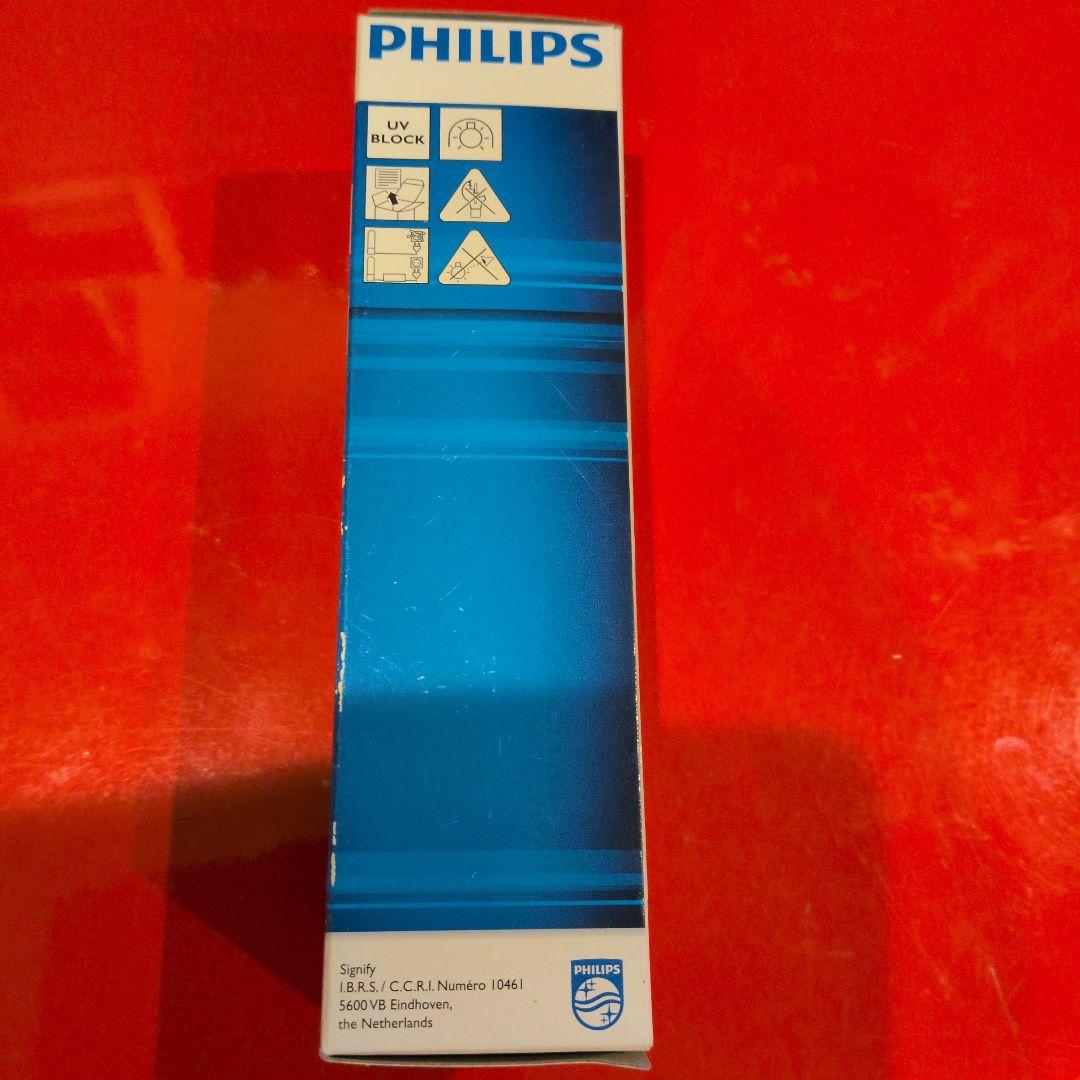 PHILIPS
UV
BLOCK
Signify
I.B.R.S. / C.C.R.I. Numéro 10461
5600 VB Eindhoven,
the Netherlands
PHILIPS